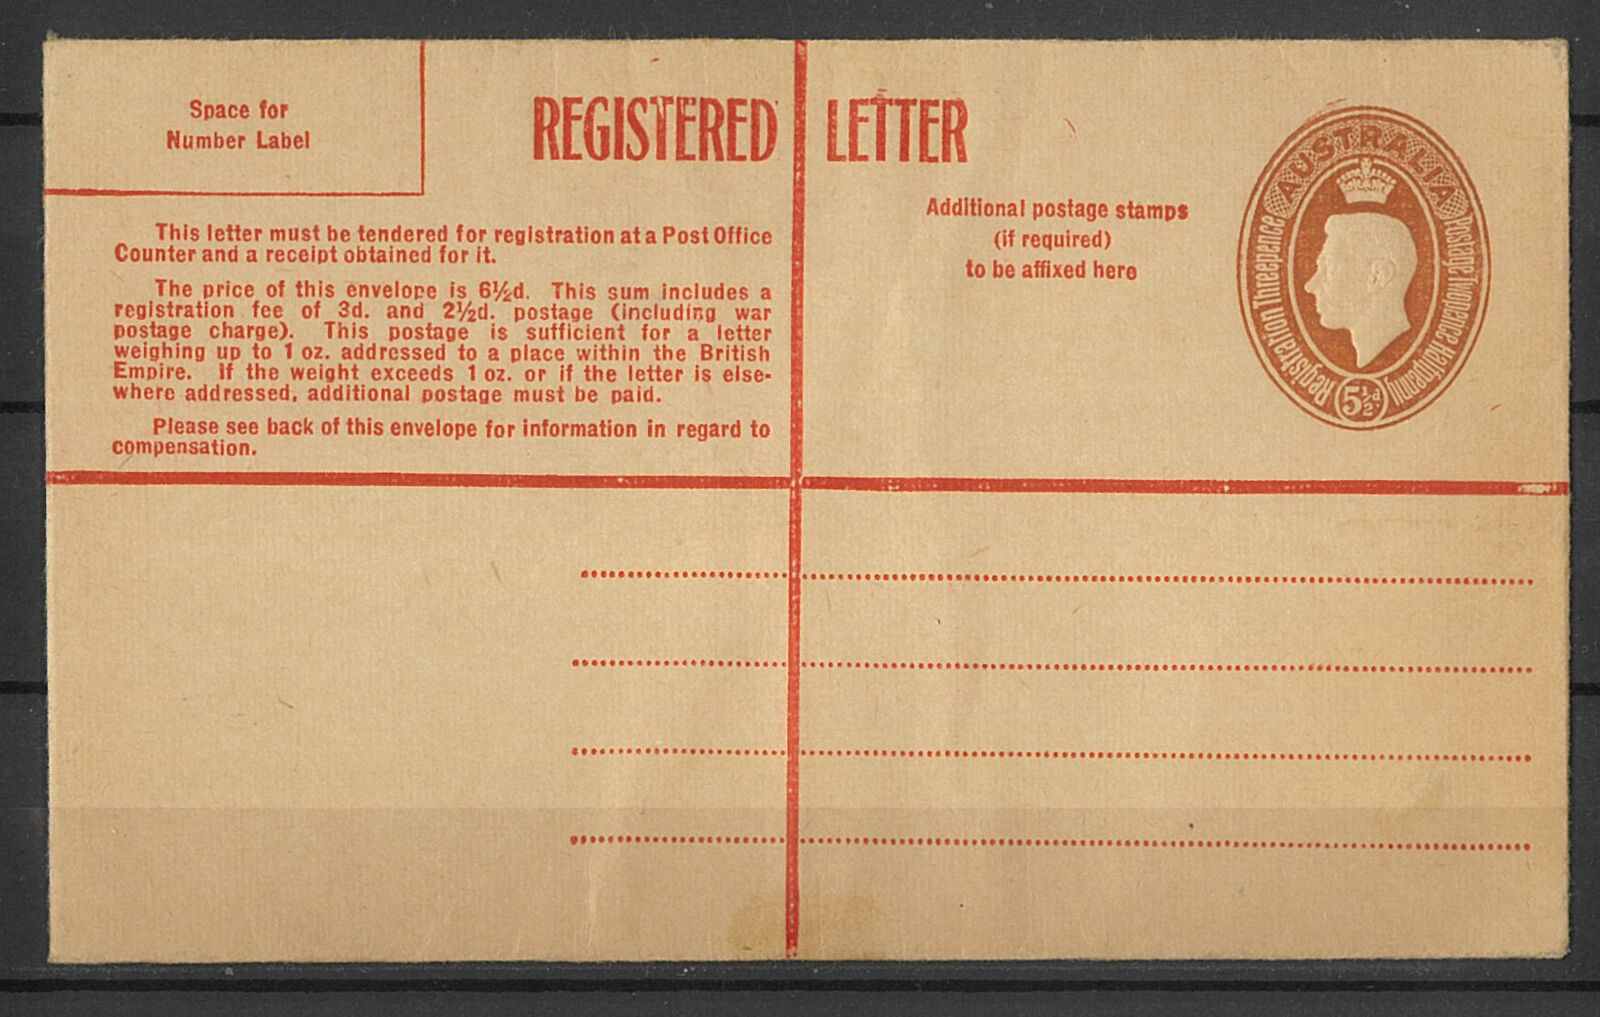 Space for
Number Label
REGISTERED LETTER
This letter must be tendered for registration at a Post Office
Counter and a receipt obtained for it.
The price of this envelope is 6½d. This sum includes a
registration fee of 3d. and 2½d. postage (including war
postage charge). This postage is sufficient for a letter
weighing up to 1 oz. addressed to a place within the British
Empire. If the weight exceeds 1 oz. or if the letter is else-
where addressed, additional postage must be paid.
Please see back of this envelope for information in regard to
compensation.
Additional postage stamps
(if required)
to be affixed here
AUSTRALIA
Registration Threepence
Postage Twopence Halfpenny
5½d.